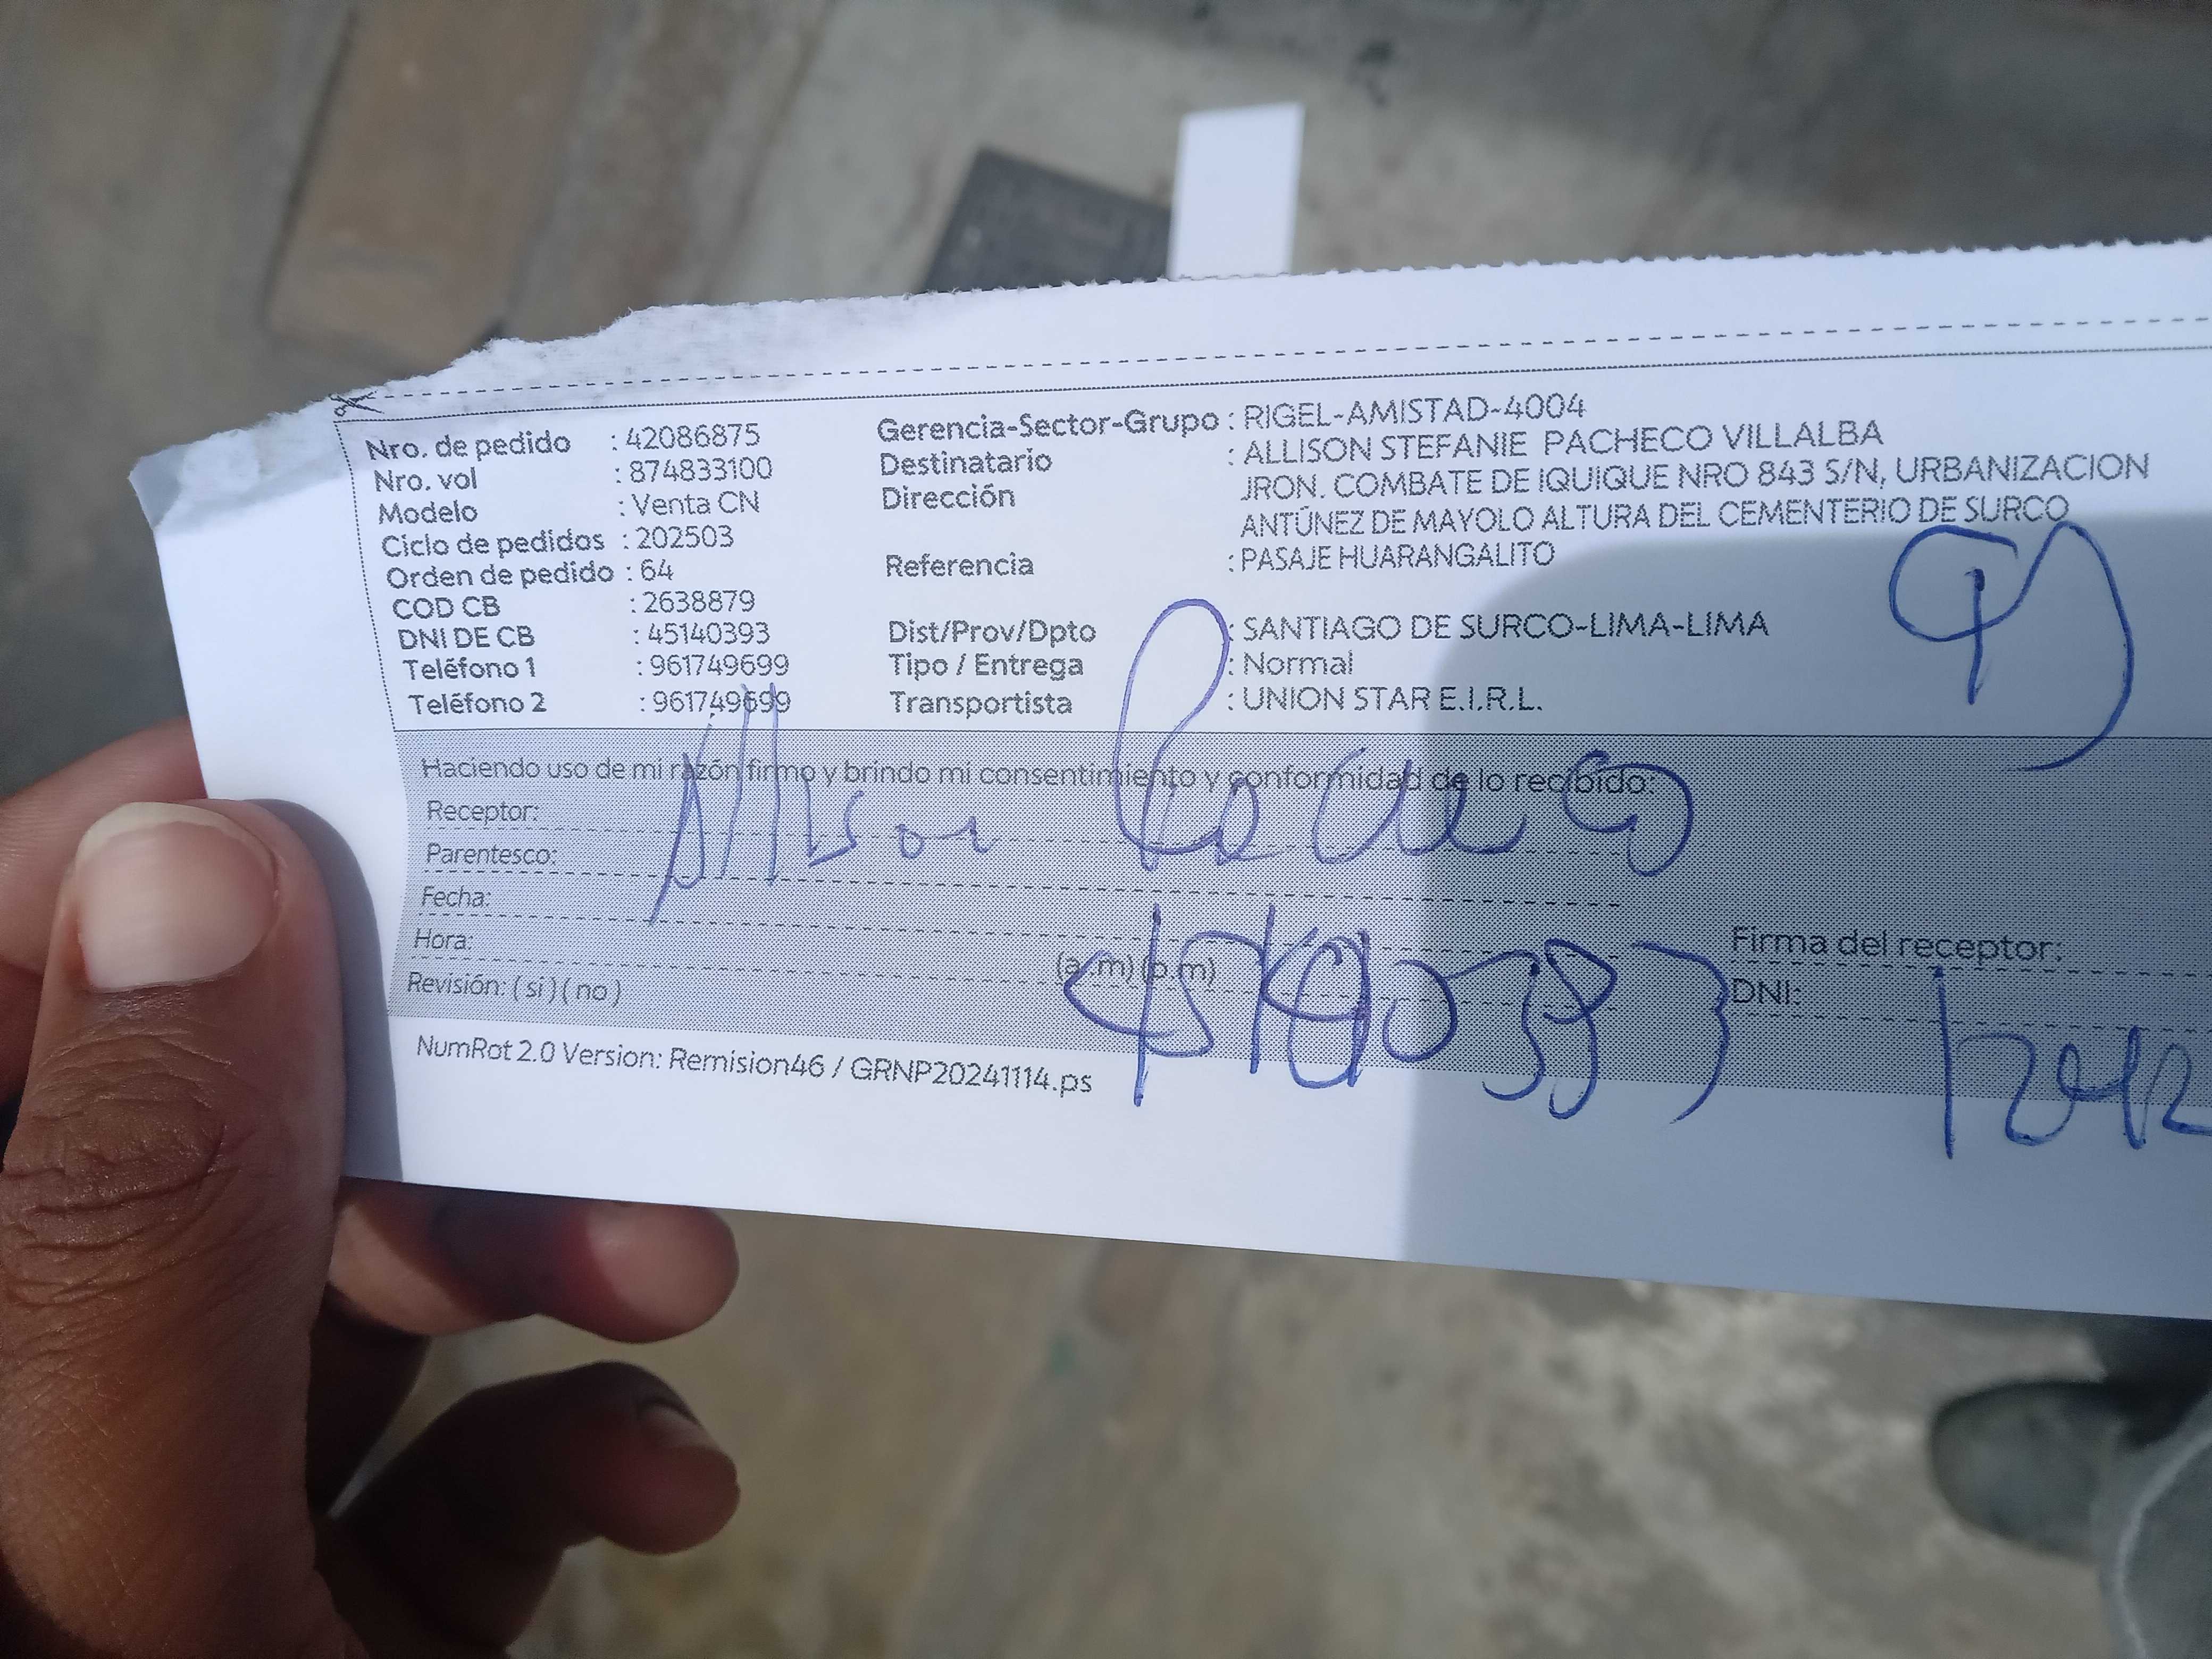 Nro. de pedido : 42086875
Nro. vol : 874833100
Modelo : Venta CN
Ciclo de pedidos : 202503
Orden de pedido : 64
COD CB : 2638879
DNI DE CB : 45140393
Teléfono 1 : 961749699
Teléfono 2 : 961749699
Gerencia-Sector-Grupo : RIGEL-AMISTAD-4004
Destinatario : ALLISON STEFANIE PACHECO VILLALBA
Dirección JRON. COMBATE DE IQUIQUE NRO 843 S/N, URBANIZACION
ANTÚNEZ DE MAYOLO ALTURA DEL CEMENTERIO DE SURCO
Referencia : PASAJE HUARANGALITO
Dist/Prov/Dpto : SANTIAGO DE SURCO-LIMA-LIMA
Tipo / Entrega : Normal
Transportista : UNION STAR E.I.R.L.
Haciendo uso de mi razón firmo y brindo mi consentimiento y conformidad de lo recibido:
Receptor:
Allison Pacheco
Parentesco:
Fecha:
Hora: (a.m) (p.m)
Revisión: ( si ) ( no )
45140393
Firma del receptor:
DNI:
NumRot 2.0 Version: Remision46 / GRNP20241114.ps